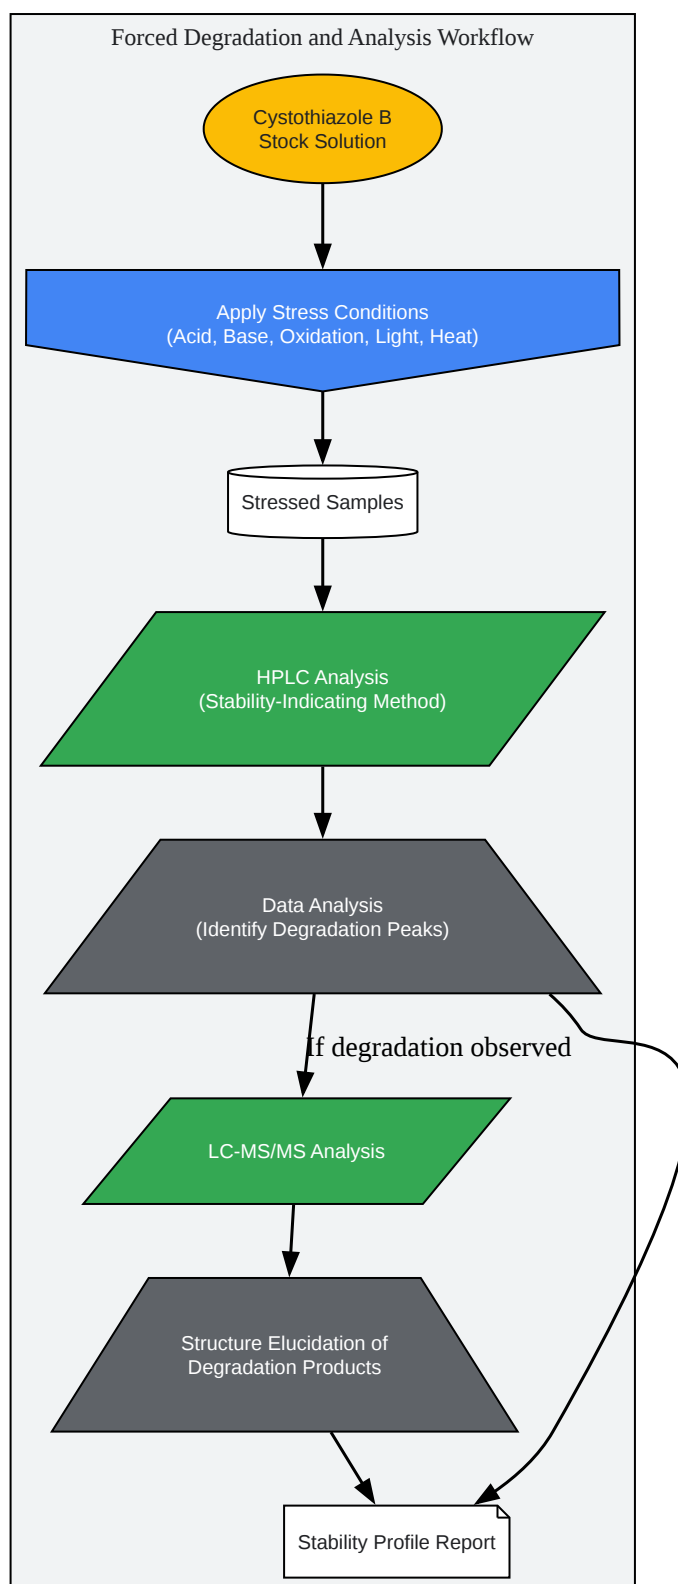 Forced Degradation and Analysis Workflow
Cystothiazole B
Stock Solution
Apply Stress Conditions
(Acid, Base, Oxidation, Light, Heat)
Stressed Samples
HPLC Analysis
(Stability-Indicating Method)
Data Analysis
(Identify Degradation Peaks)
If degradation observed
LC-MS/MS Analysis
Structure Elucidation of
Degradation Products
Stability Profile Report